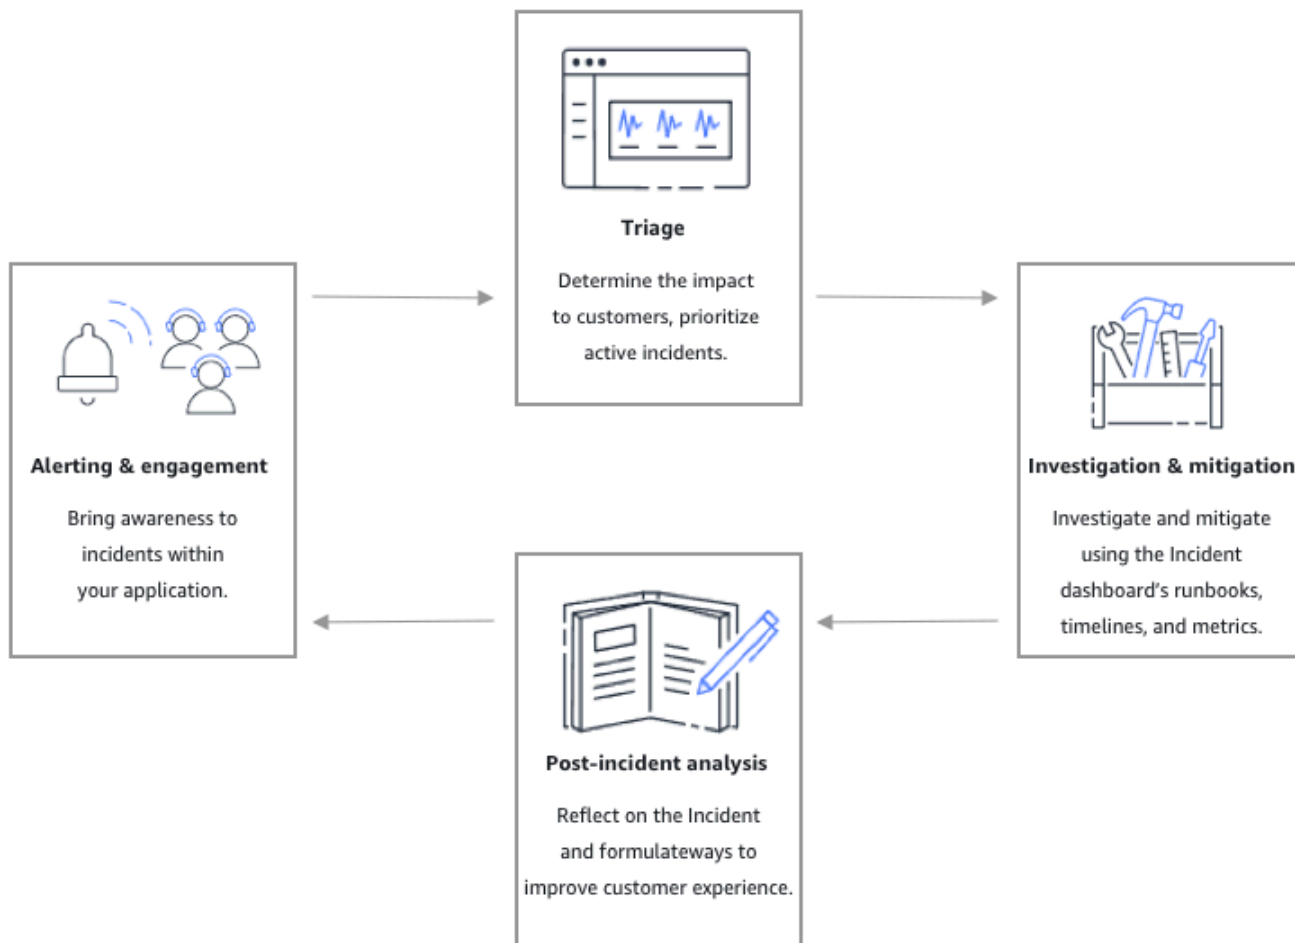 Triage
Determine the impact
to customers, prioritize
active incidents.
Alerting & engagement
Bring awareness to
incidents within
your application.
Investigation & mitigation
Investigate and mitigate
using the Incident
dashboard's runbooks,
timelines, and metrics.
Post-incident analysis
Reflect on the Incident
and formulateways to
improve customer experience.